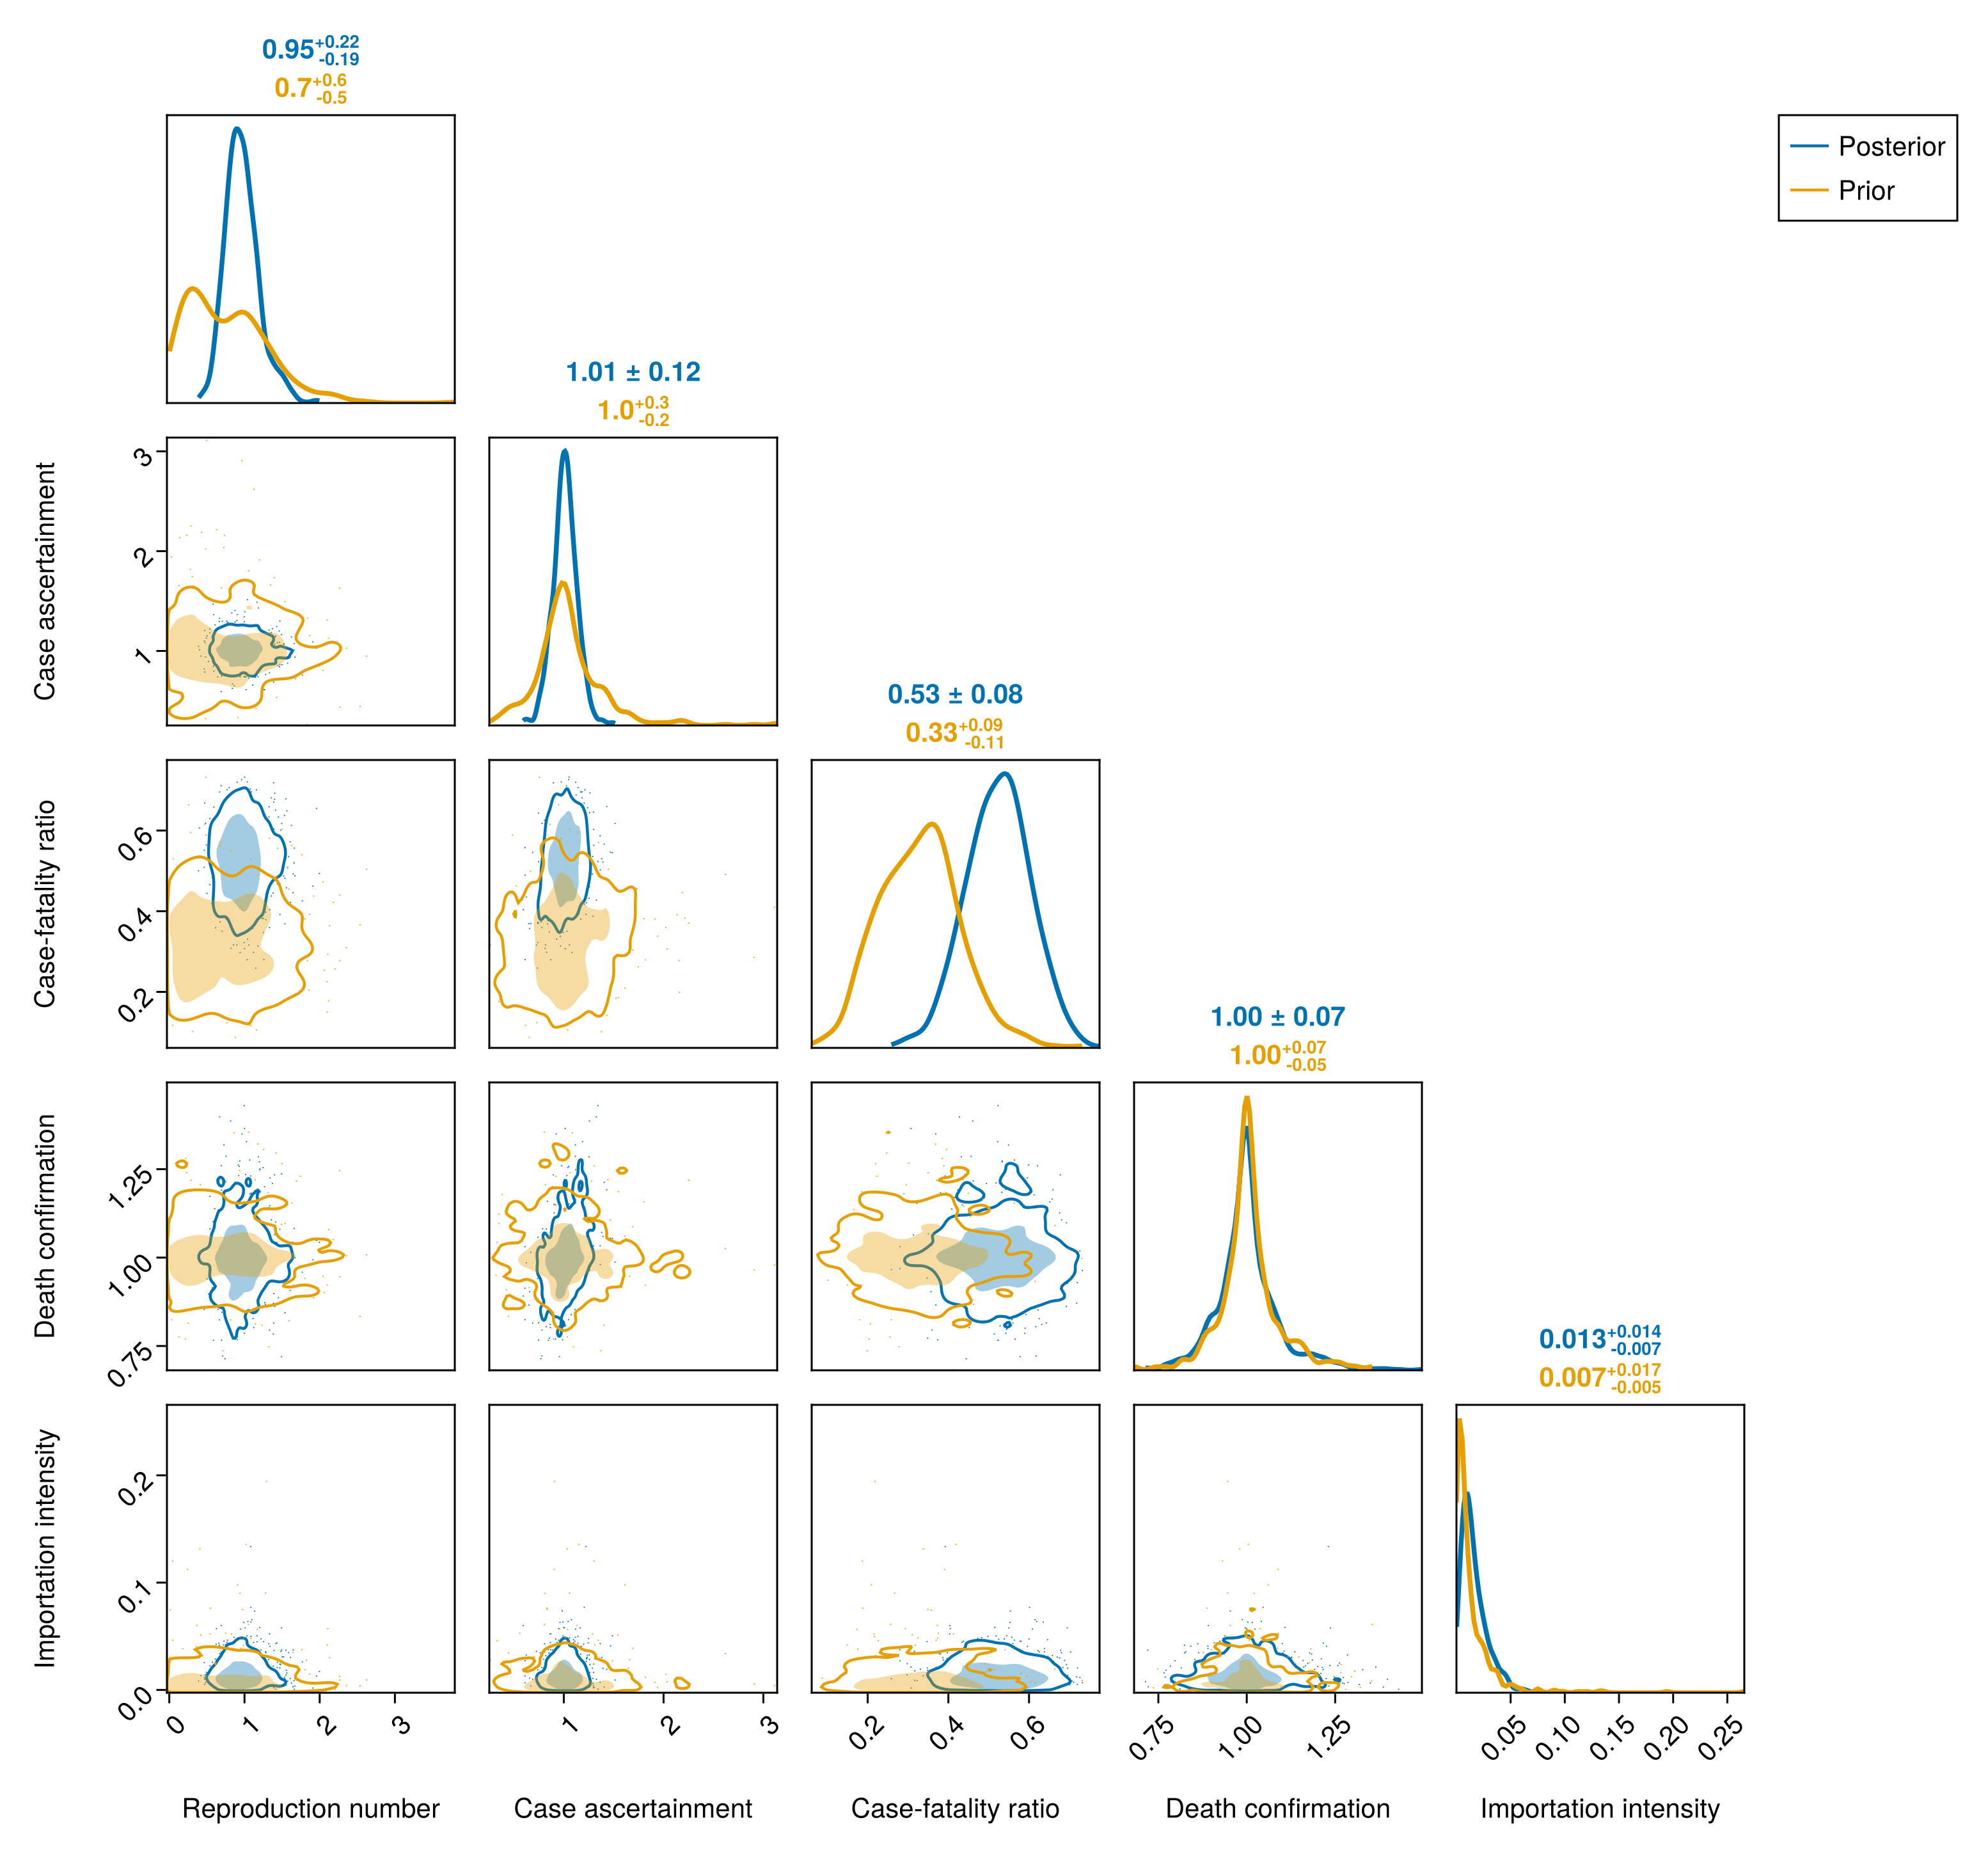 0.95+0.22-0.19
0.7+0.6-0.5
Posterior
Prior
1.01 ± 0.12
1.0+0.3-0.2
Case ascertainment
3
2
1
0.53 ± 0.08
0.33+0.09-0.11
Case-fatality ratio
0.6
0.4
0.2
1.00 ± 0.07
1.00+0.07-0.05
Death confirmation
1.25
1.00
0.75
0.013+0.014-0.007
0.007+0.017-0.005
Importation intensity
0.2
0.1
0.0
0 1 2 3
1 2 3
0.2 0.4 0.6
0.75 1.00 1.25
0.05 0.10 0.15 0.20 0.25
Reproduction number
Case ascertainment
Case-fatality ratio
Death confirmation
Importation intensity